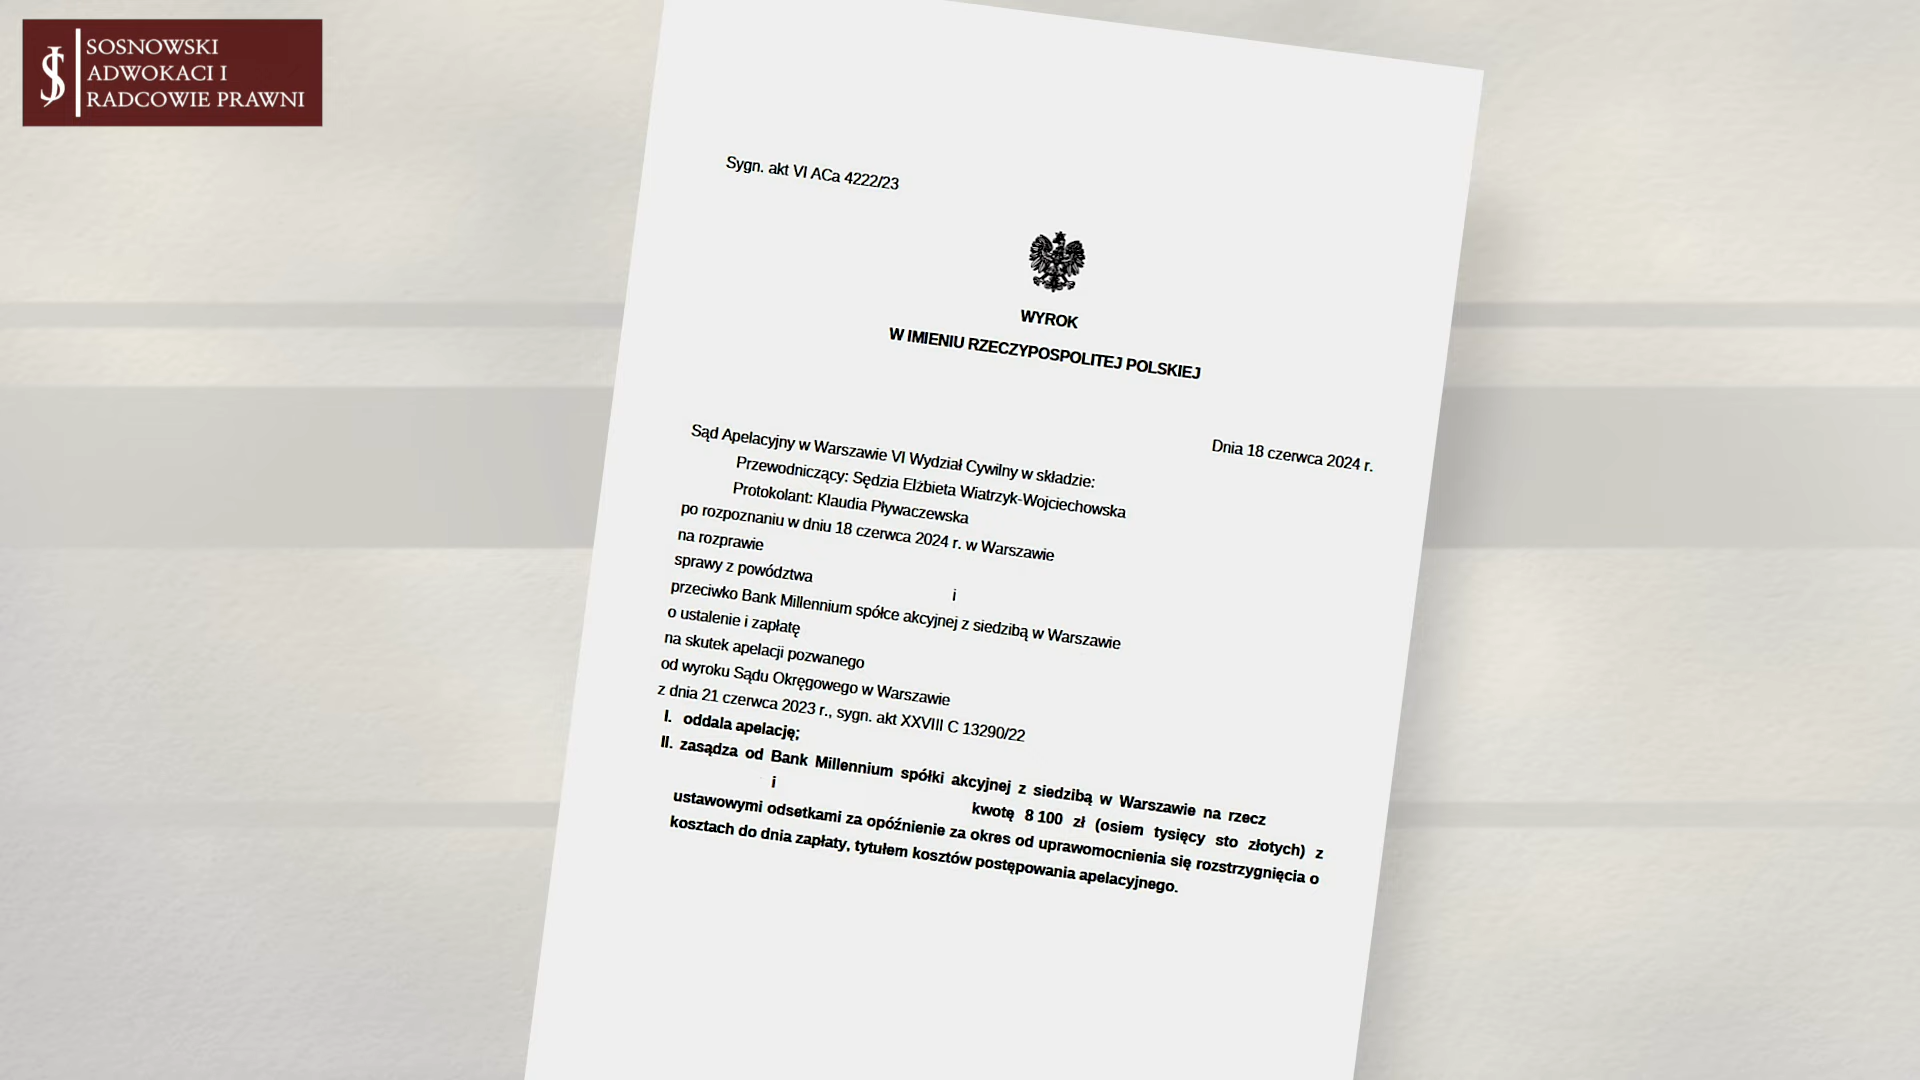 SOSNOWSKI
ADWOKACI I
RADCOWIE PRAWNI
Sygn. akt VI ACa 4222/23
WYROK
W IMIENIU RZECZYPOSPOLITEJ POLSKIEJ
Dnia 18 czerwca 2024 r.
Sąd Apelacyjny w Warszawie VI Wydział Cywilny w składzie:
Przewodniczący: Sędzia Elżbieta Wiatrzyk-Wojciechowska
Protokolant: Klaudia Pływaczewska
po rozpoznaniu w dniu 18 czerwca 2024 r. w Warszawie
na rozprawie
sprawy z powództwa i
przeciwko Bank Millennium spółce akcyjnej z siedzibą w Warszawie
o ustalenie i zapłatę
na skutek apelacji pozwanego
od wyroku Sądu Okręgowego w Warszawie
z dnia 21 czerwca 2023 r., sygn. akt XXVIII C 13290/22
I. oddala apelację;
II. zasądza od Bank Millennium spółki akcyjnej z siedzibą w Warszawie na rzecz
i kwotę 8 100 zł (osiem tysięcy sto złotych) z
ustawowymi odsetkami za opóźnienie za okres od uprawomocnienia się rozstrzygnięcia o
kosztach do dnia zapłaty, tytułem kosztów postępowania apelacyjnego.